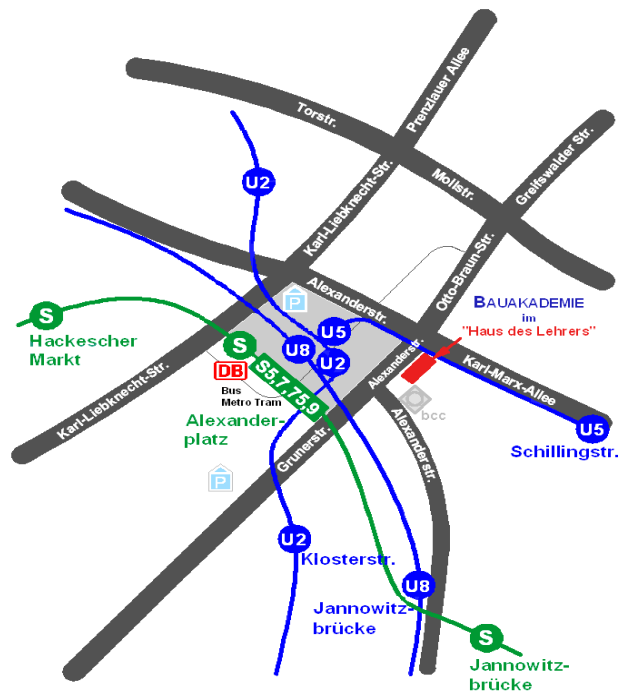 Prenzlauer Allee
Torstr.
Greifswalder Str.
Mollstr.
U2
Karl-Liebknecht-Str.
Otto-Braun-Str.
Alexanderstr.
P
BAUAKADEMIE
im
"Haus des Lehrers"
S
Hackescher
Markt
U5
S
U8
U2
Alexanderstr.
Karl-Marx-Allee
DB
S5,7,75,9
Bus
Metro Tram
Karl-Liebknecht-Str.
Alexander-
platz
bcc
Alexanderstr.
U5
Schillingstr.
Grunerstr.
P
U2
Klosterstr.
U8
Jannowitz-
brücke
S
Jannowitz-
brücke